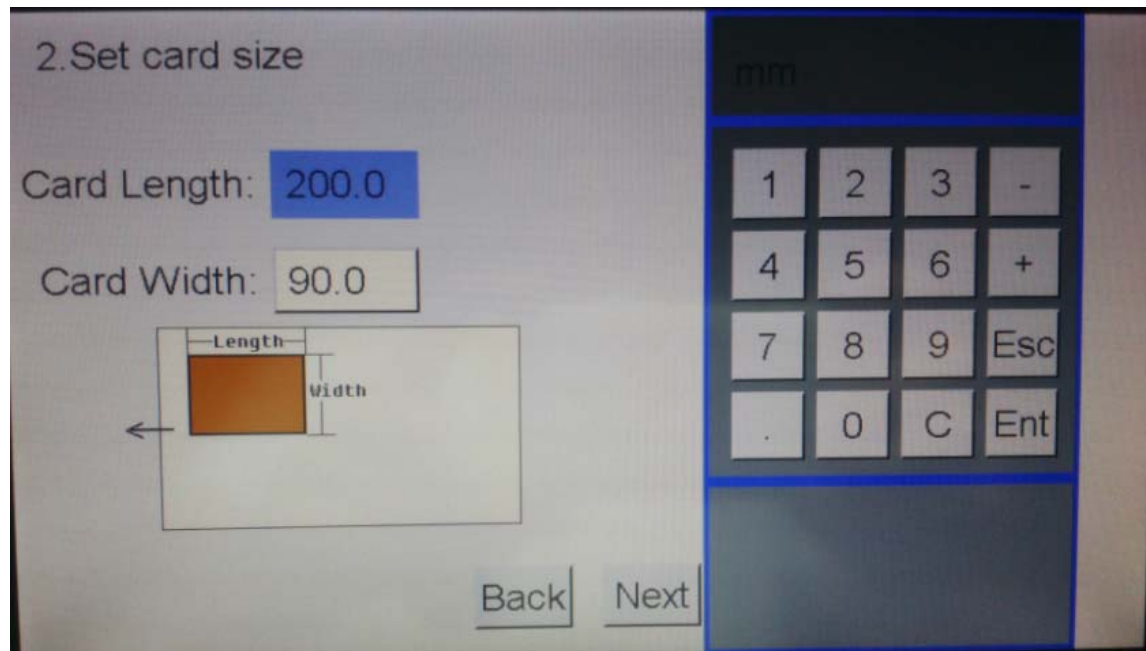 2.Set card size
mm
Card Length: 200.0
Card Width: 90.0
Length
Width
1 2 3 -
4 5 6 +
7 8 9 Esc
. 0 C Ent
Back Next